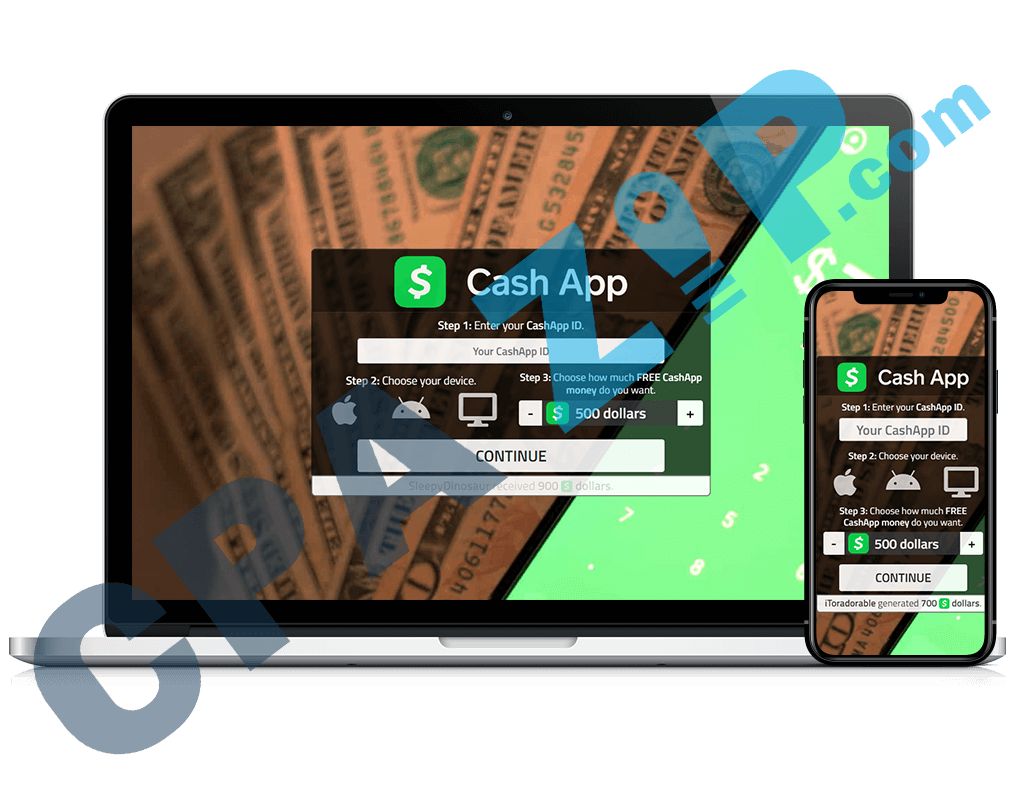 CPAZiP.com
Cash App
Step 1: Enter your CashApp ID.
Your CashApp ID
Step 2: Choose your device.
Step 3: Choose how much FREE CashApp
money do you want.
- $ 500 dollars +
CONTINUE
SleepyDinosaur received 900 $ dollars.
Cash App
Step 1: Enter your CashApp ID.
Your CashApp ID
Step 2: Choose your device.
Step 3: Choose how much FREE
CashApp money do you want.
- $ 500 dollars +
CONTINUE
iToradorable generated 700 $ dollars.